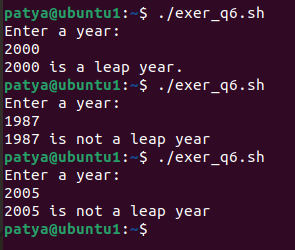 patya@ubuntu1:~$ ./exer_q6.sh
Enter a year:
2000
2000 is a leap year.
patya@ubuntu1:~$ ./exer_q6.sh
Enter a year:
1987
1987 is not a leap year
patya@ubuntu1:~$ ./exer_q6.sh
Enter a year:
2005
2005 is not a leap year
patya@ubuntu1:~$